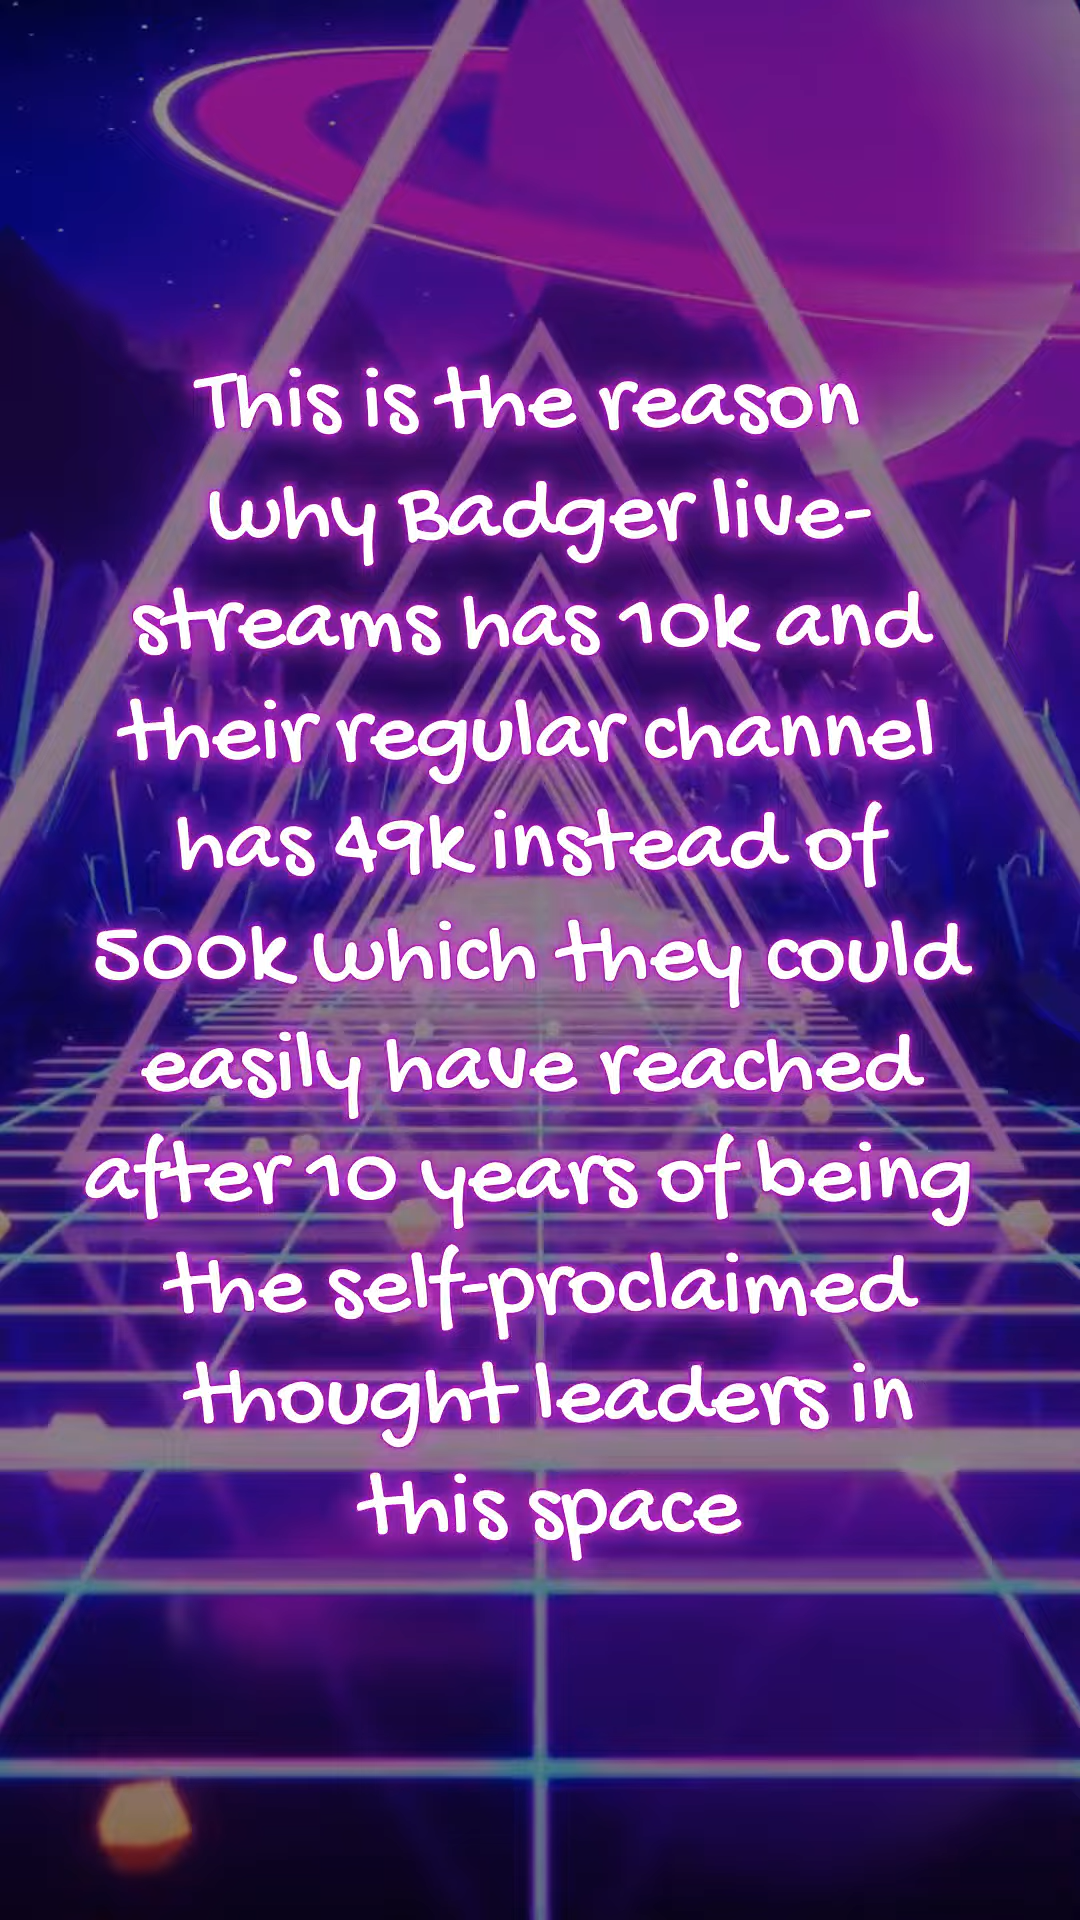 This is the reason
Why Badger live-
streams has 10k and
their regular channel
has 49k instead of
500k Which they could
easily have reached
after 10 years of being
the self-proclaimed
thought leaders in
this space